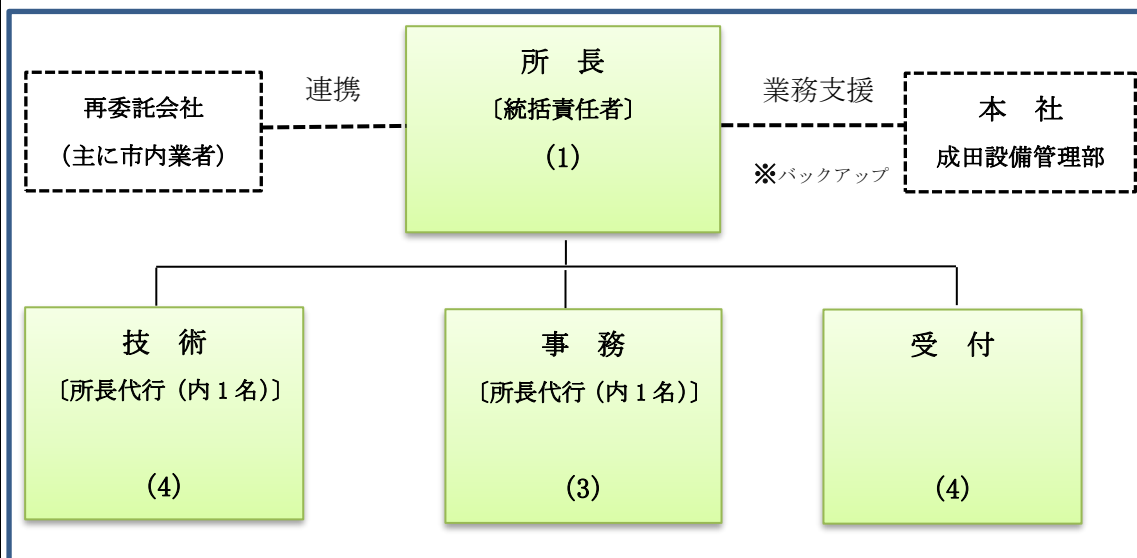 所 長
〔統括責任者〕
(1)
再委託会社
(主に市内業者)
連携
業務支援
※バックアップ
本 社
成田設備管理部
技 術
〔所長代行 (内1名)〕
(4)
事 務
〔所長代行 (内1名)〕
(3)
受 付
(4)